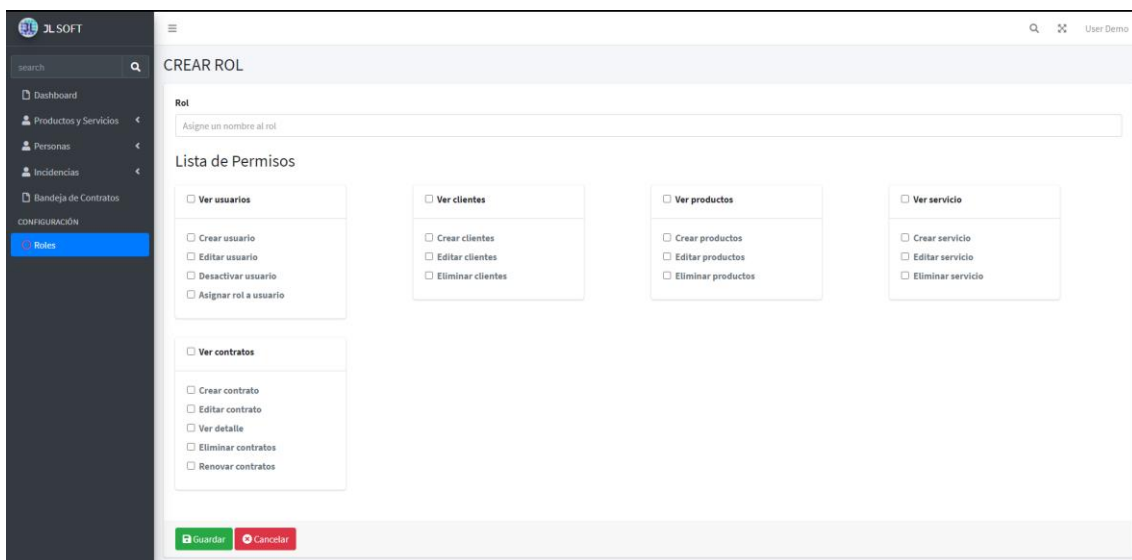 JL SOFT
User Demo
search
CREAR ROL
Dashboard
Productos y Servicios
Personas
Incidencias
Bandeja de Contratos
CONFIGURACIÓN
Roles
Rol
Asigne un nombre al rol
Lista de Permisos
Ver usuarios
Crear usuario
Editar usuario
Desactivar usuario
Asignar rol a usuario
Ver clientes
Crear clientes
Editar clientes
Eliminar clientes
Ver productos
Crear productos
Editar productos
Eliminar productos
Ver servicio
Crear servicio
Editar servicio
Eliminar servicio
Ver contratos
Crear contrato
Editar contrato
Ver detalle
Eliminar contratos
Renovar contratos
Guardar
Cancelar